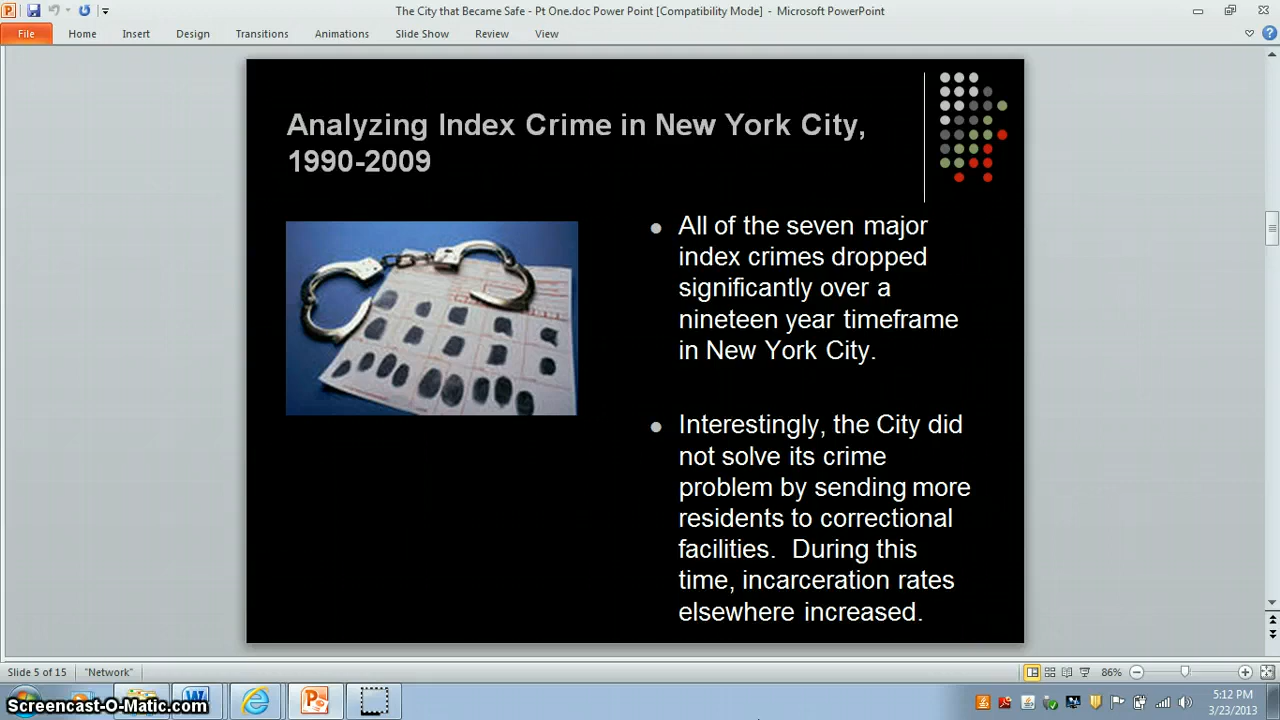 The City that Became Safe - Pt One.doc Power Point [Compatibility Mode] - Microsoft PowerPoint
File Home Insert Design Transitions Animations Slide Show Review View
Analyzing Index Crime in New York City,
1990-2009
All of the seven major
index crimes dropped
significantly over a
nineteen year timeframe
in New York City.
Interestingly, the City did
not solve its crime
problem by sending more
residents to correctional
facilities. During this
time, incarceration rates
elsewhere increased.
Slide 5 of 15 "Network" 86%
Screencast-O-Matic.com
5:12 PM
3/23/2013